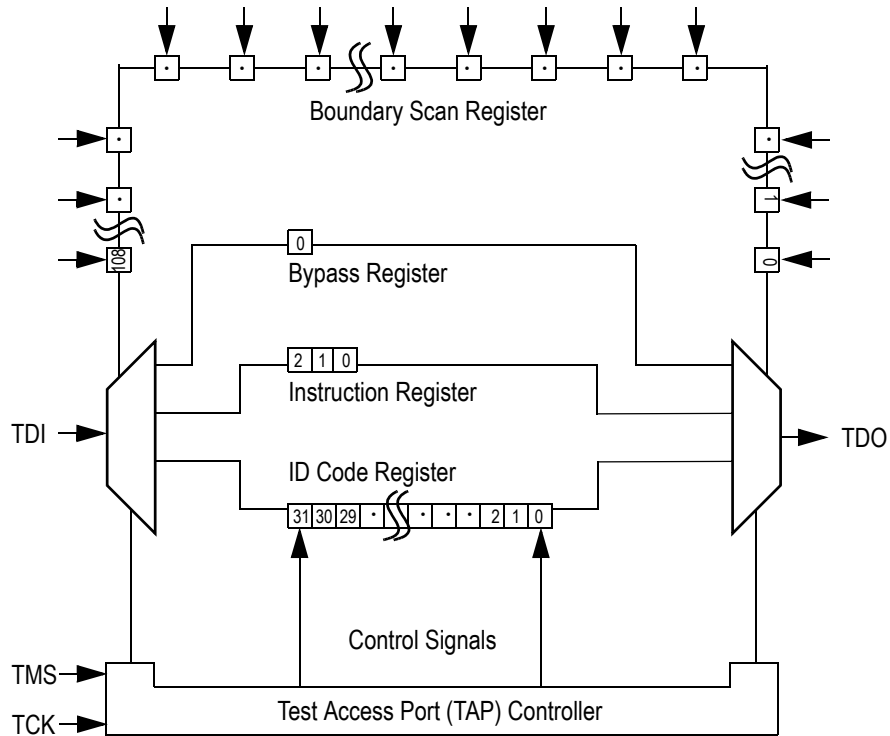 Boundary Scan Register
1
108
0
0
Bypass Register
2 1 0
Instruction Register
TDI
TDO
ID Code Register
31 30 29 · · · · 2 1 0
Control Signals
TMS
Test Access Port (TAP) Controller
TCK